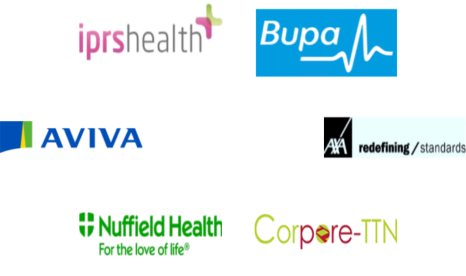 iprshealth
Bupa
AVIVA
AXA redefining / standards
Nuffield Health
For the love of life®
Corpore-TTN